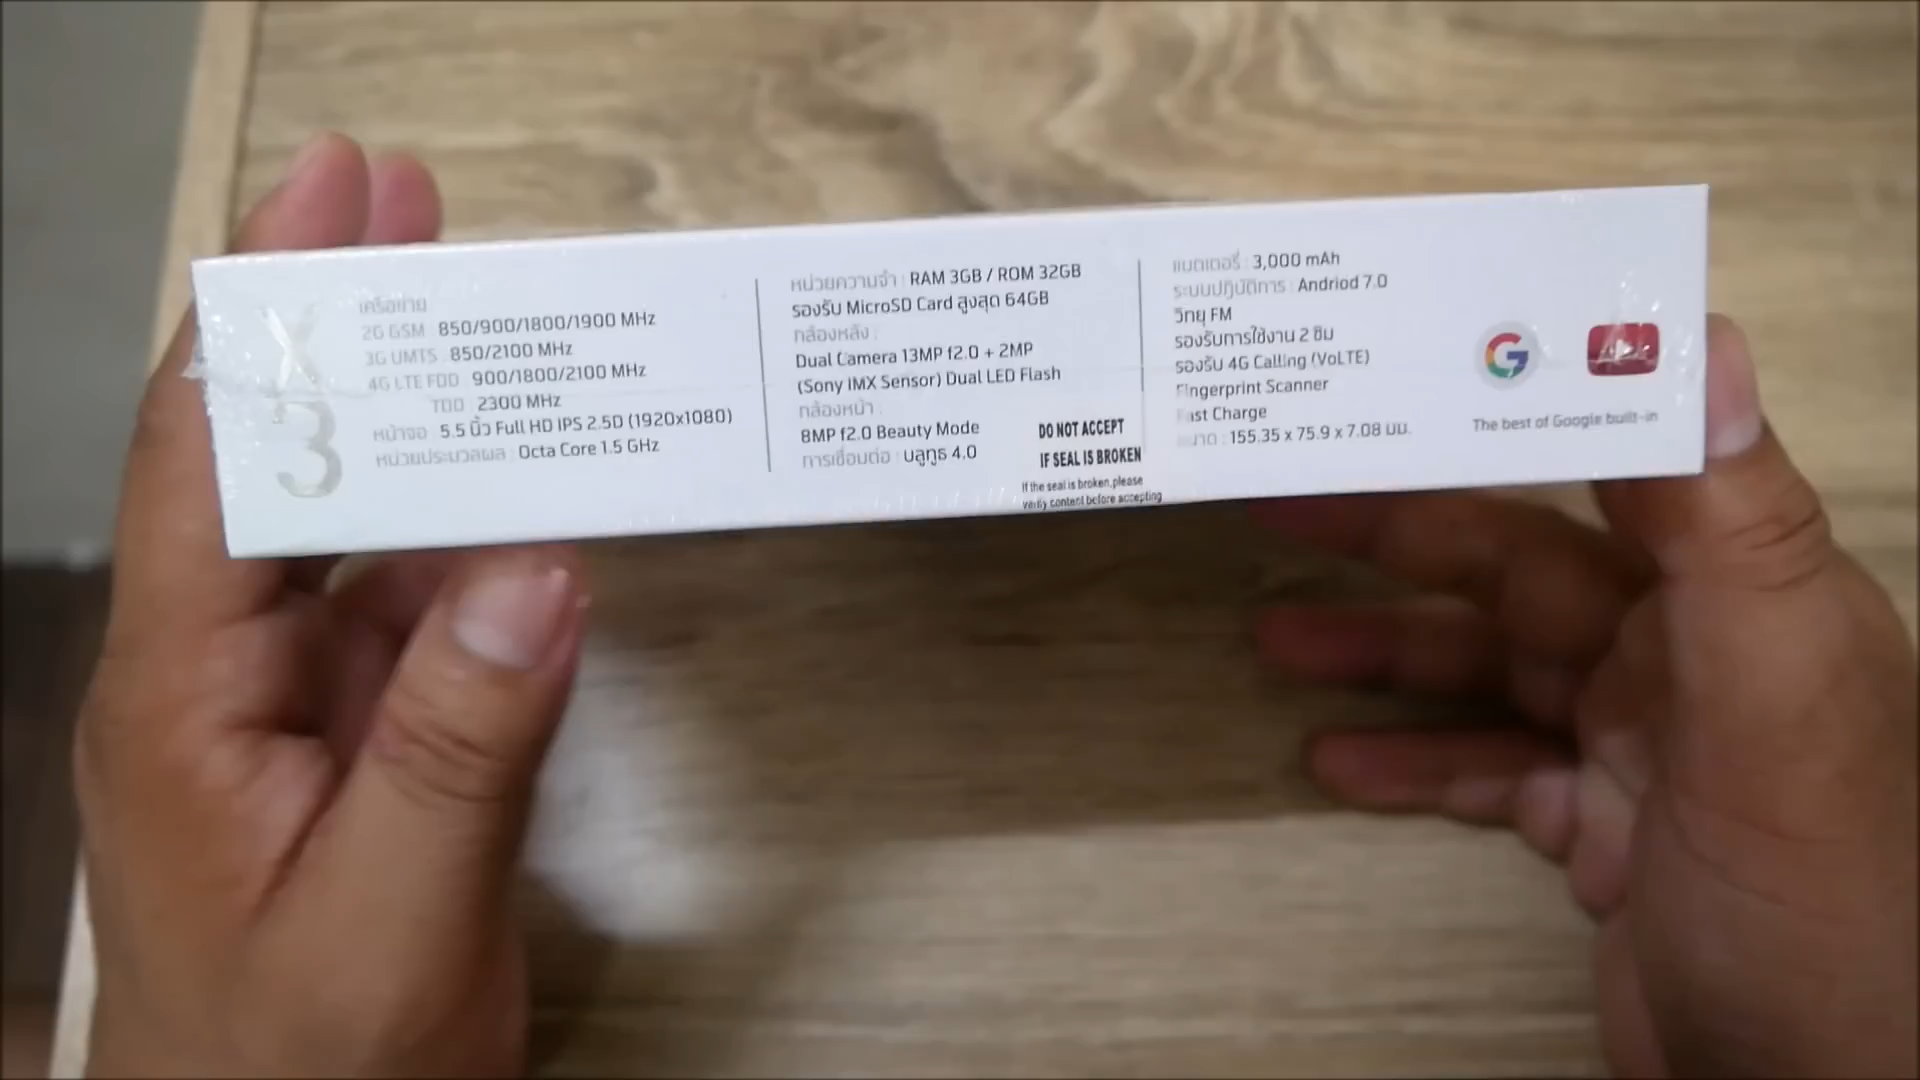 X
3
เครือข่าย
2G GSM : 850/900/1800/1900 MHz
3G UMTS : 850/2100 MHz
4G LTE FDD : 900/1800/2100 MHz
TDD : 2300 MHz
หน้าจอ : 5.5 นิ้ว Full HD IPS 2.5D (1920x1080)
หน่วยประมวลผล : Octa Core 1.5 GHz
หน่วยความจำ : RAM 3GB / ROM 32GB
รองรับ MicroSD Card สูงสุด 64GB
กล้องหลัง :
Dual Camera 13MP f2.0 + 2MP
(Sony IMX Sensor) Dual LED Flash
กล้องหน้า :
8MP f2.0 Beauty Mode
การเชื่อมต่อ : บลูทูธ 4.0
DO NOT ACCEPT
IF SEAL IS BROKEN
If the seal is broken, please
verify content before accepting
แบตเตอรี่ : 3,000 mAh
ระบบปฏิบัติการ : Andriod 7.0
วิทยุ FM
รองรับการใช้งาน 2 ซิม
รองรับ 4G Calling (VoLTE)
Fingerprint Scanner
Fast Charge
ขนาด : 155.35 x 75.9 x 7.08 มม.
G
The best of Google built-in